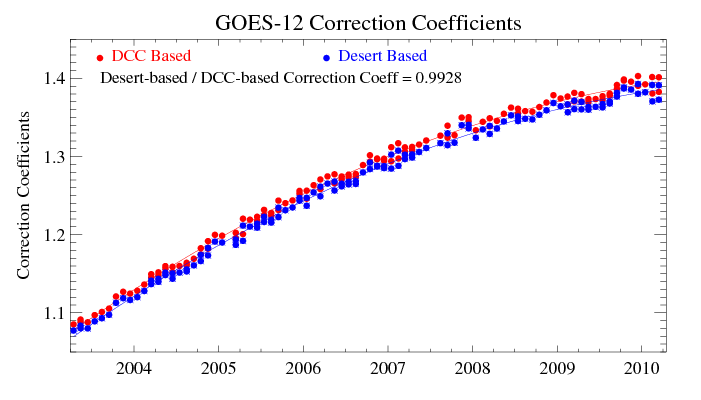 GOES-12 Correction Coefficients
DCC Based
Desert Based
Desert-based / DCC-based Correction Coeff = 0.9928
Correction Coefficients
1.4
1.3
1.2
1.1
2004 2005 2006 2007 2008 2009 2010